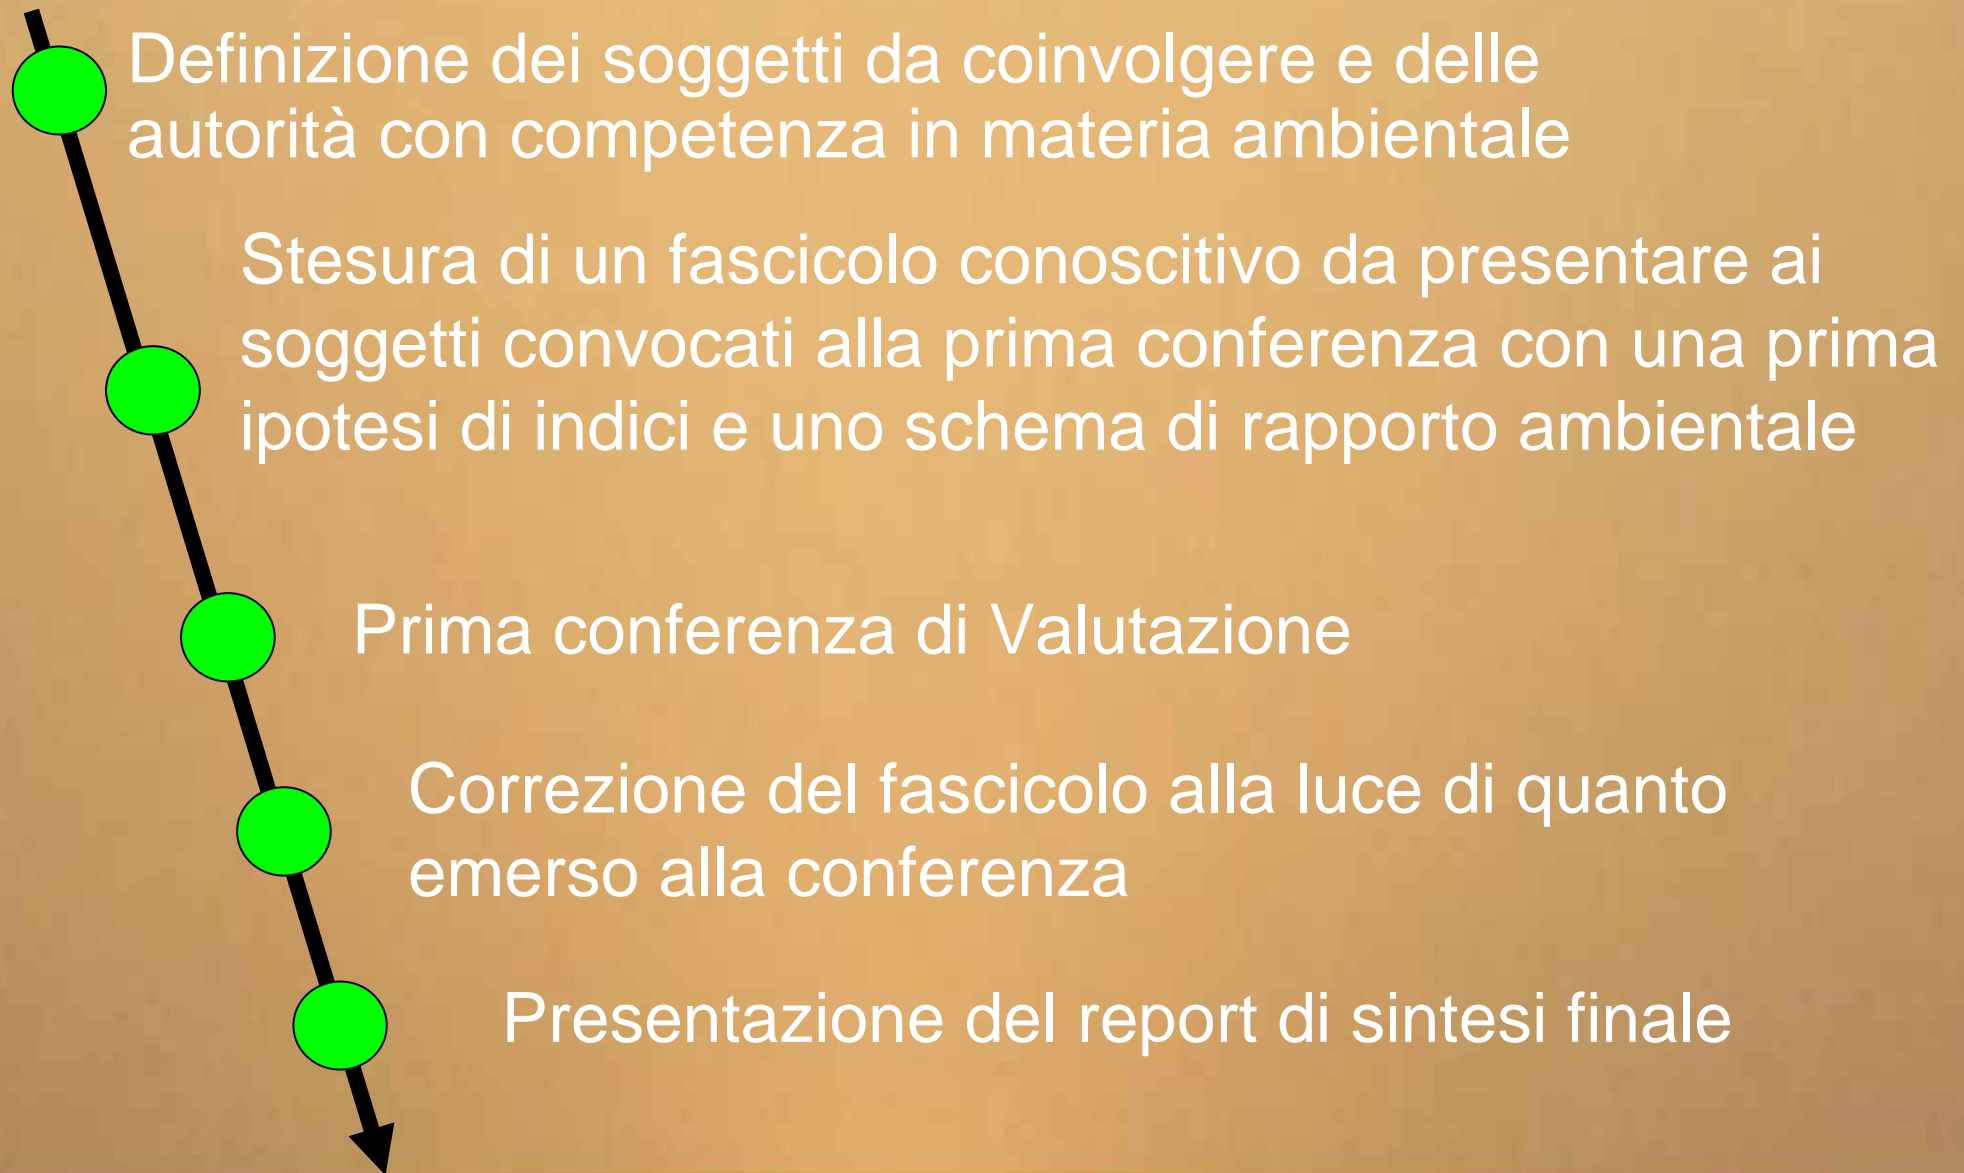 Definizione dei soggetti da coinvolgere e delle
autorità con competenza in materia ambientale
Stesura di un fascicolo conoscitivo da presentare ai
soggetti convocati alla prima conferenza con una prima
ipotesi di indici e uno schema di rapporto ambientale
Prima conferenza di Valutazione
Correzione del fascicolo alla luce di quanto
emerso alla conferenza
Presentazione del report di sintesi finale